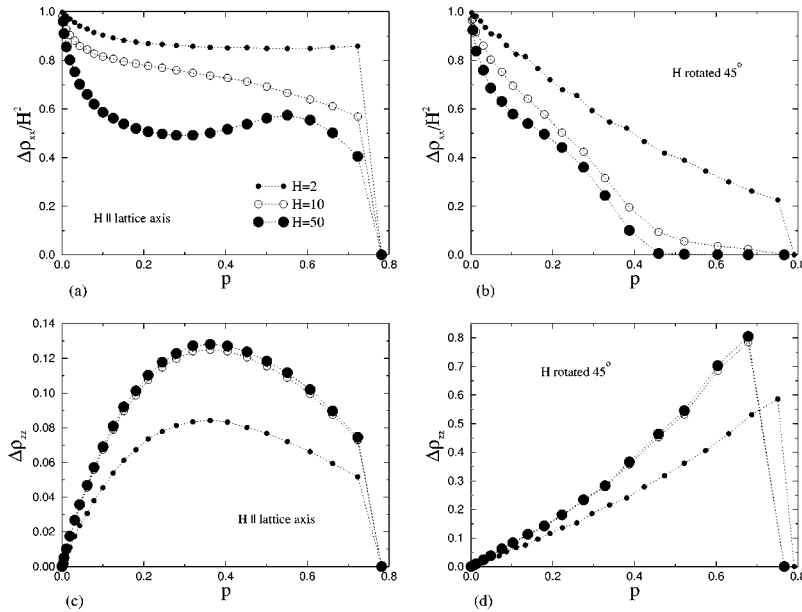 1.0
0.8
0.6
0.4
0.2
0.0
Δρxx/H²
H=2
H=10
H=50
H || lattice axis
0.0 0.2 0.4 0.6 0.8
p
(a)
1.0
0.8
0.6
0.4
0.2
0.0
Δρxx/H²
H rotated 45°
0.0 0.2 0.4 0.6 0.8
p
(b)
0.14
0.12
0.10
0.08
0.06
0.04
0.02
0.00
Δρzz
H || lattice axis
0.0 0.2 0.4 0.6 0.8
p
(c)
0.8
0.7
0.6
0.5
0.4
0.3
0.2
0.1
0.0
Δρzz
H rotated 45°
0.0 0.2 0.4 0.6 0.8
p
(d)